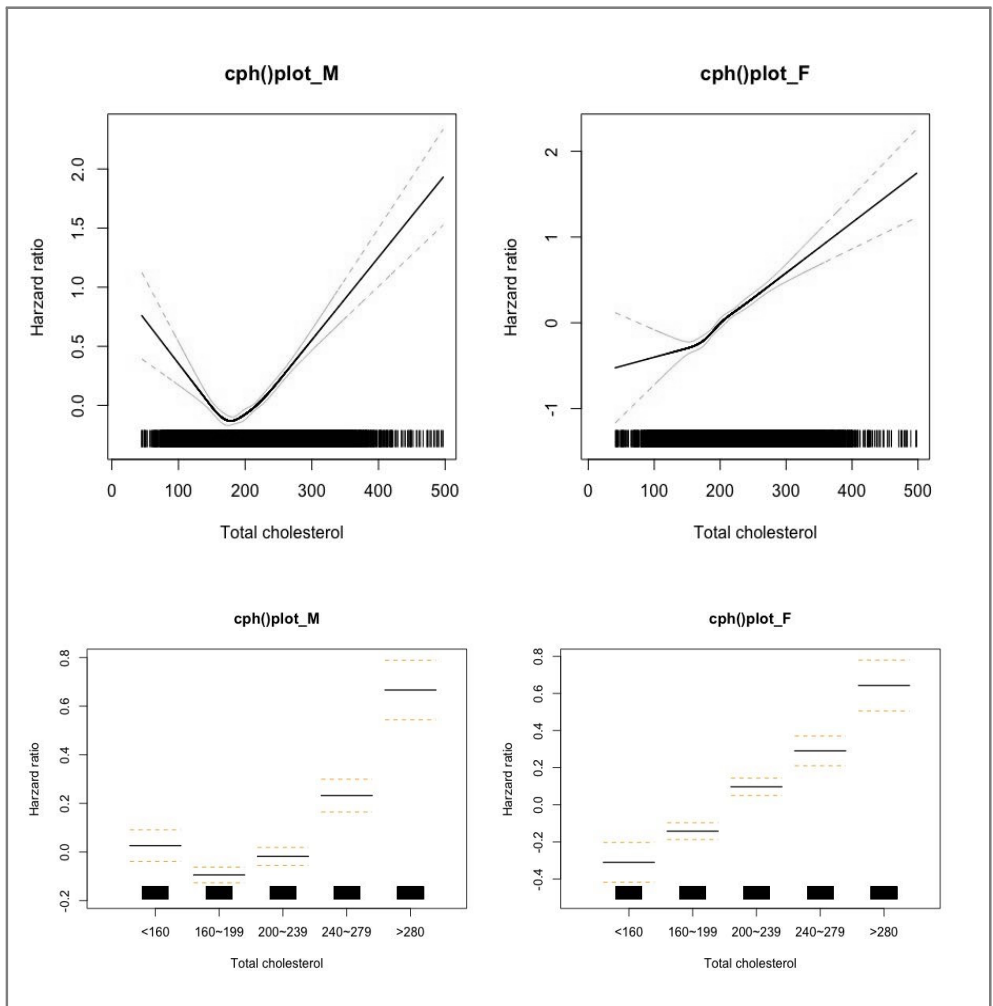 cph()plot_M
Harzard ratio
2.0
1.5
1.0
0.5
0.0
0 100 200 300 400 500
Total cholesterol
cph()plot_F
Harzard ratio
2
1
0
-1
0 100 200 300 400 500
Total cholesterol
cph()plot_M
Harzard ratio
0.8
0.6
0.4
0.2
0.0
-0.2
<160 160~199 200~239 240~279 >280
Total cholesterol
cph()plot_F
Harzard ratio
0.8
0.6
0.4
0.2
0.0
-0.2
-0.4
<160 160~199 200~239 240~279 >280
Total cholesterol